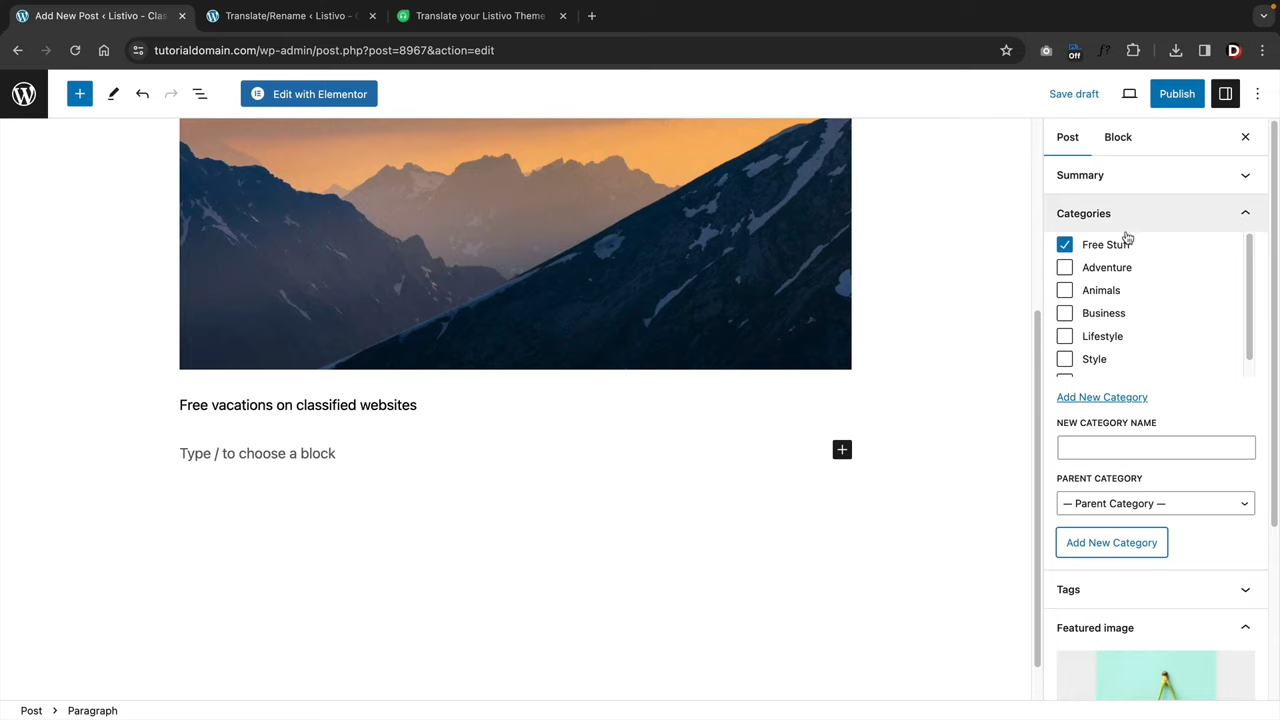 Add New Post ‹ Listivo - Clas
Translate/Rename ‹ Listivo -
Translate your Listivo Theme
tutorialdomain.com/wp-admin/post.php?post=8967&action=edit
Off
f?
D
Edit with Elementor
Save draft
Publish
Post
Block
Summary
Categories
Free Stuff
Adventure
Animals
Business
Lifestyle
Style
Add New Category
NEW CATEGORY NAME
PARENT CATEGORY
— Parent Category —
Add New Category
Tags
Featured image
Free vacations on classified websites
Type / to choose a block
Post
Paragraph